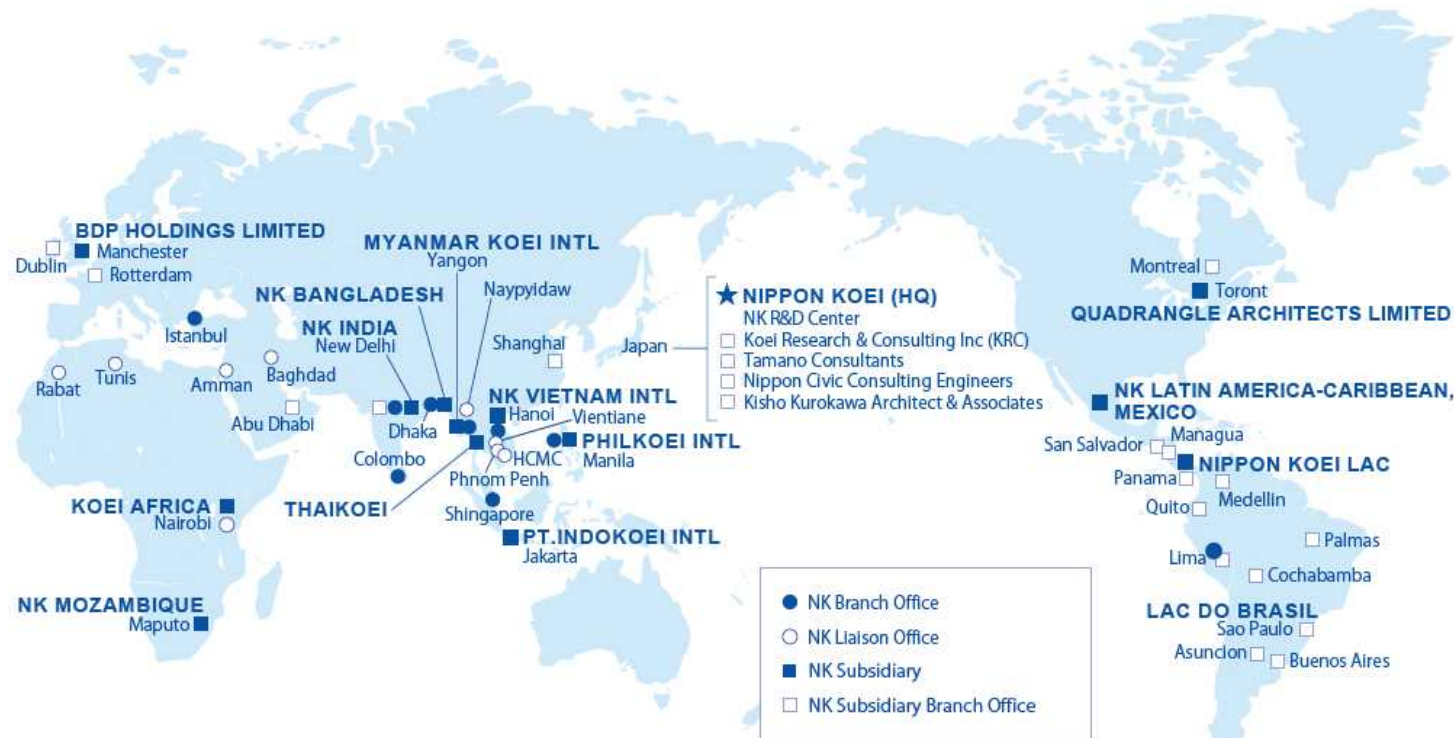 BDP HOLDINGS LIMITED
Manchester
Dublin
Rotterdam
MYANMAR KOEI INTL
Yangon
Naypyidaw
NK BANGLADESH
NK INDIA
New Delhi
Istanbul
Shanghai
Rabat
Tunis
Amman
Baghdad
Abu Dhabi
Dhaka
NK VIETNAM INTL
Hanoi
Vientiane
Colombo
HCMC
Phnom Penh
PHILKOEI INTL
Manila
THAIKOEI
Shingapore
PT.INDOKOEI INTL
Jakarta
KOEI AFRICA
Nairobi
NK MOZAMBIQUE
Maputo
Japan
NIPPON KOEI (HQ)
NK R&D Center
Koei Research & Consulting Inc (KRC)
Tamano Consultants
Nippon Civic Consulting Engineers
Kisho Kurokawa Architect & Associates
Montreal
Toront
QUADRANGLE ARCHITECTS LIMITED
NK LATIN AMERICA-CARIBBEAN,
MEXICO
San Salvador
Managua
NIPPON KOEI LAC
Panama
Medellin
Quito
Lima
Palmas
Cochabamba
LAC DO BRASIL
Sao Paulo
Asuncion
Buenos Aires
NK Branch Office
NK Liaison Office
NK Subsidiary
NK Subsidiary Branch Office